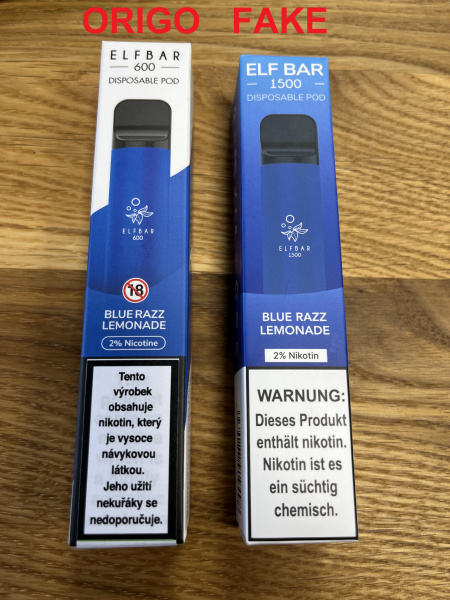 ORIGO FAKE
ELFBAR
600
DISPOSABLE POD
ELFBAR
600
18
BLUE RAZZ
LEMONADE
2% Nicotine
Tento
výrobek
obsahuje
nikotin, který
je vysoce
návykovou
látkou.
Jeho užití
nekuřáky se
nedoporučuje.
ELF BAR
1500
DISPOSABLE POD
ELFBAR
1500
BLUE RAZZ
LEMONADE
2% Nikotin
WARNUNG:
Dieses Produkt
enthält nikotin.
Nikotin ist es
ein süchtig
chemisch.